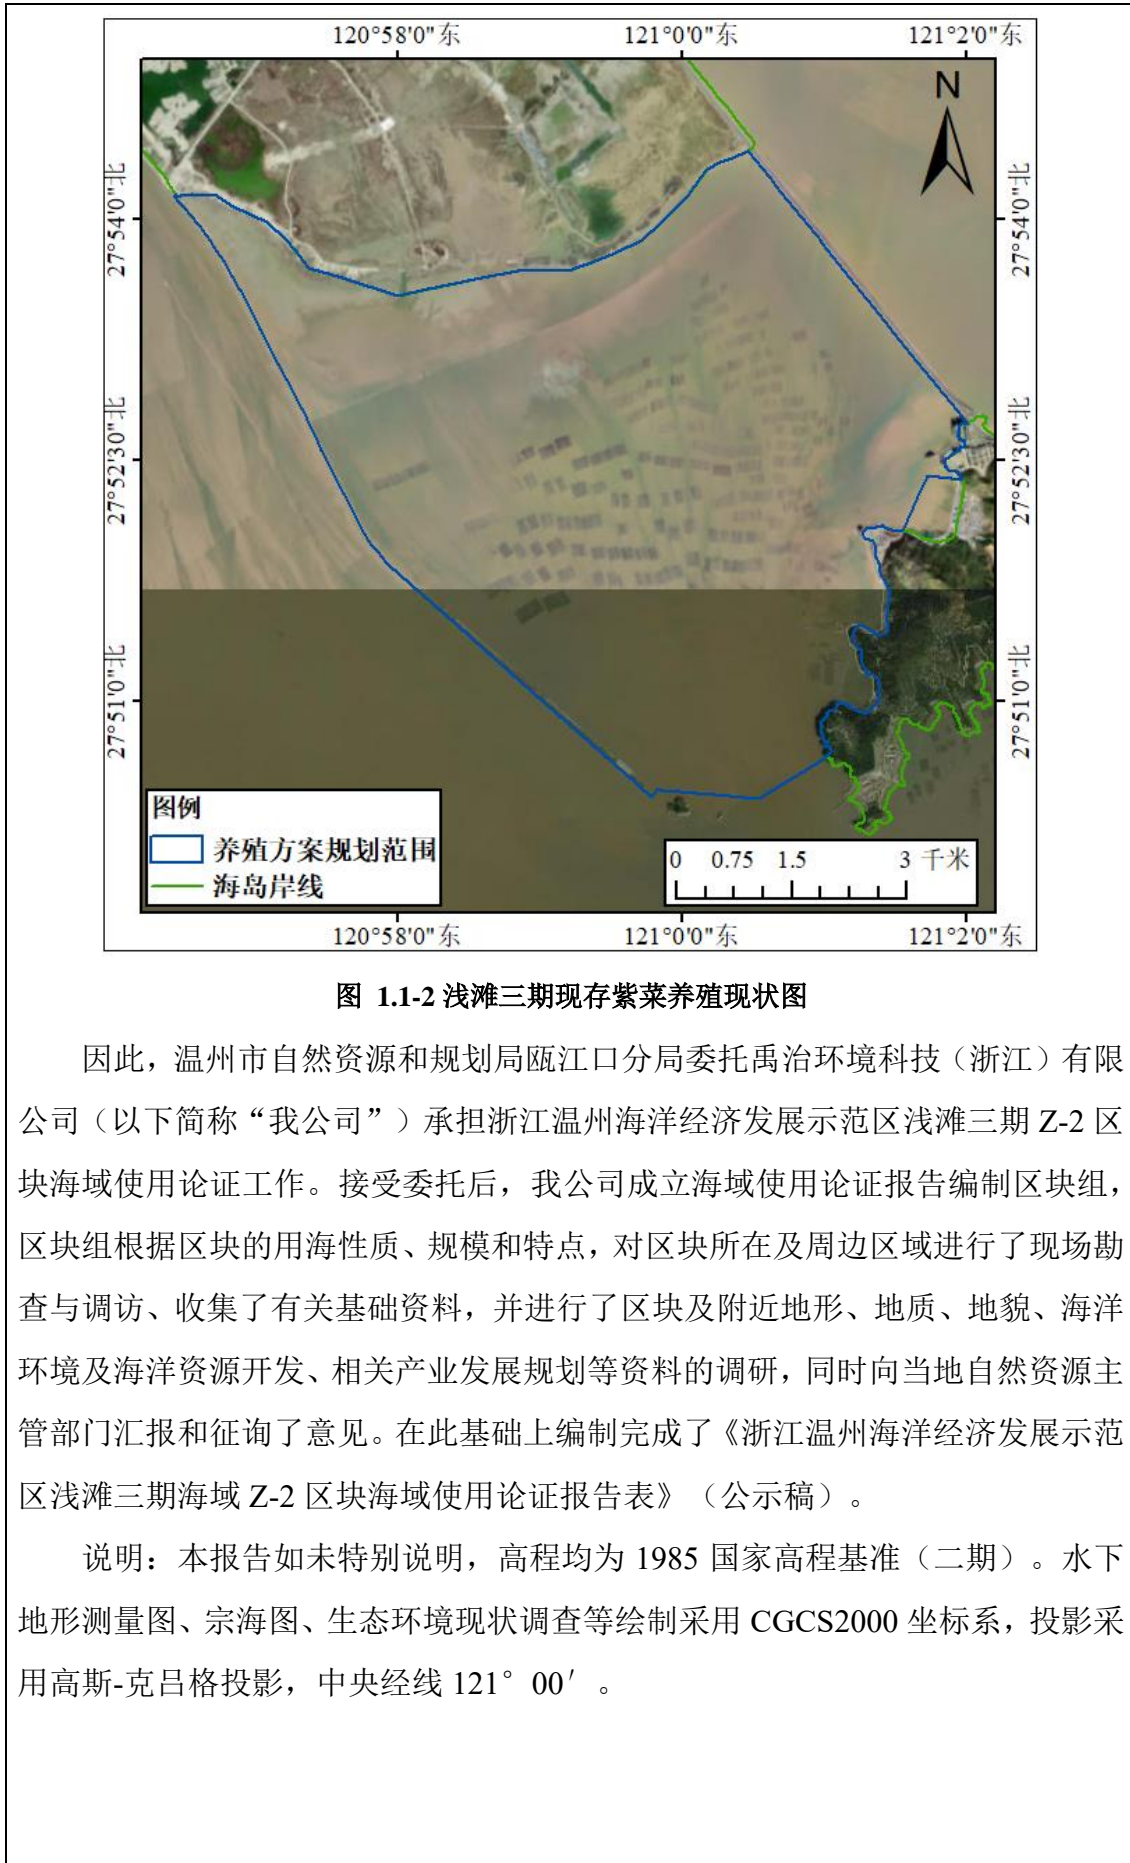 120°58'0"东 121°0'0"东 121°2'0"东
N
27°54'0"北 27°54'0"北
27°52'30"北 27°52'30"北
27°51'0"北 27°51'0"北
图例
养殖方案规划范围
海岛岸线
0 0.75 1.5 3 千米
120°58'0"东 121°0'0"东 121°2'0"东
图 1.1-2 浅滩三期现存紫菜养殖现状图
因此，温州市自然资源和规划局瓯江口分局委托禹治环境科技（浙江）有限
公司（以下简称“我公司”）承担浙江温州海洋经济发展示范区浅滩三期 Z-2 区
块海域使用论证工作。接受委托后，我公司成立海域使用论证报告编制区块组，
区块组根据区块的用海性质、规模和特点，对区块所在及周边区域进行了现场勘
查与调访、收集了有关基础资料，并进行了区块及附近地形、地质、地貌、海洋
环境及海洋资源开发、相关产业发展规划等资料的调研，同时向当地自然资源主
管部门汇报和征询了意见。在此基础上编制完成了《浙江温州海洋经济发展示范
区浅滩三期海域 Z-2 区块海域使用论证报告表》（公示稿）。
说明：本报告如未特别说明，高程均为 1985 国家高程基准（二期）。水下
地形测量图、宗海图、生态环境现状调查等绘制采用 CGCS2000 坐标系，投影采
用高斯-克吕格投影，中央经线 121°00′。